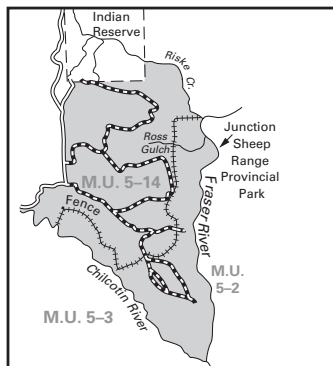 Indian
Reserve
Riske Cr.
Junction
Sheep
Range
Provincial
Park
Ross
Gulch
M.U. 5–14
Fraser River
Fence
M.U.
5–2
Chilcotin River
M.U. 5–3